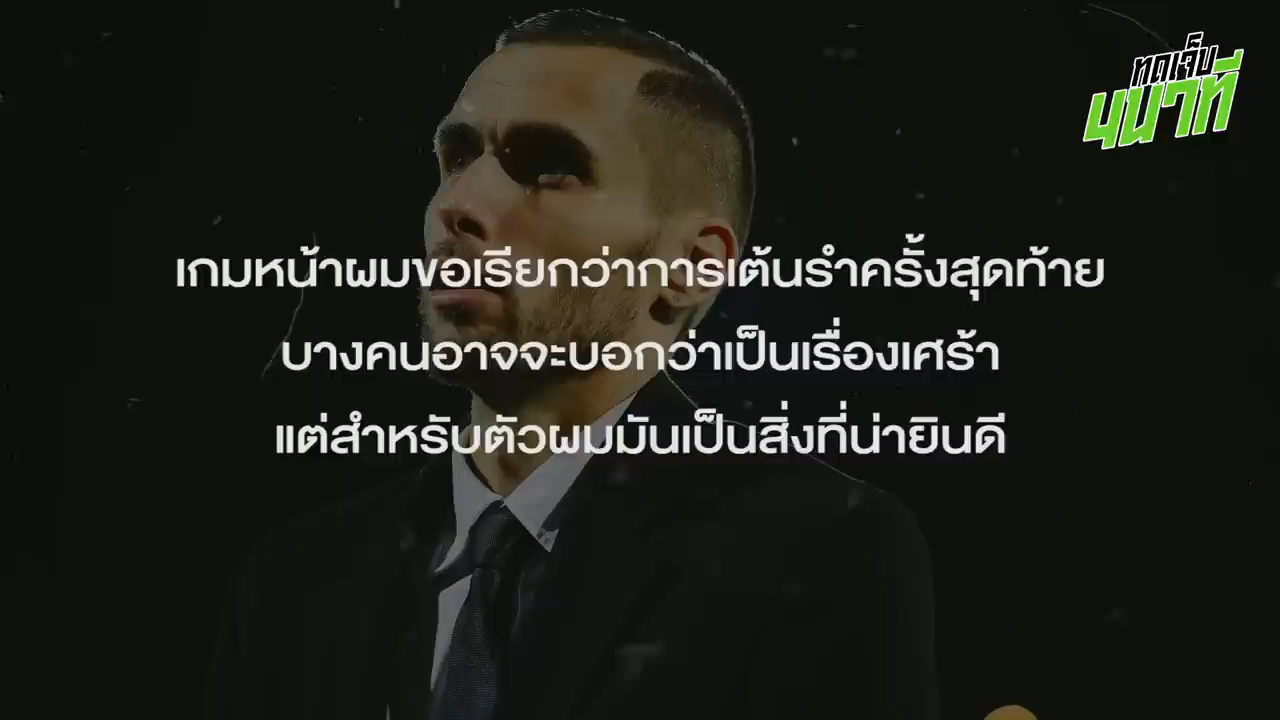 ทดเจ็บ
4นาที
เกมหน้าผมขอเรียกว่าการเต้นรำครั้งสุดท้าย
บางคนอาจจะบอกว่าเป็นเรื่องเศร้า
แต่สำหรับตัวผมมันเป็นสิ่งที่น่ายินดี